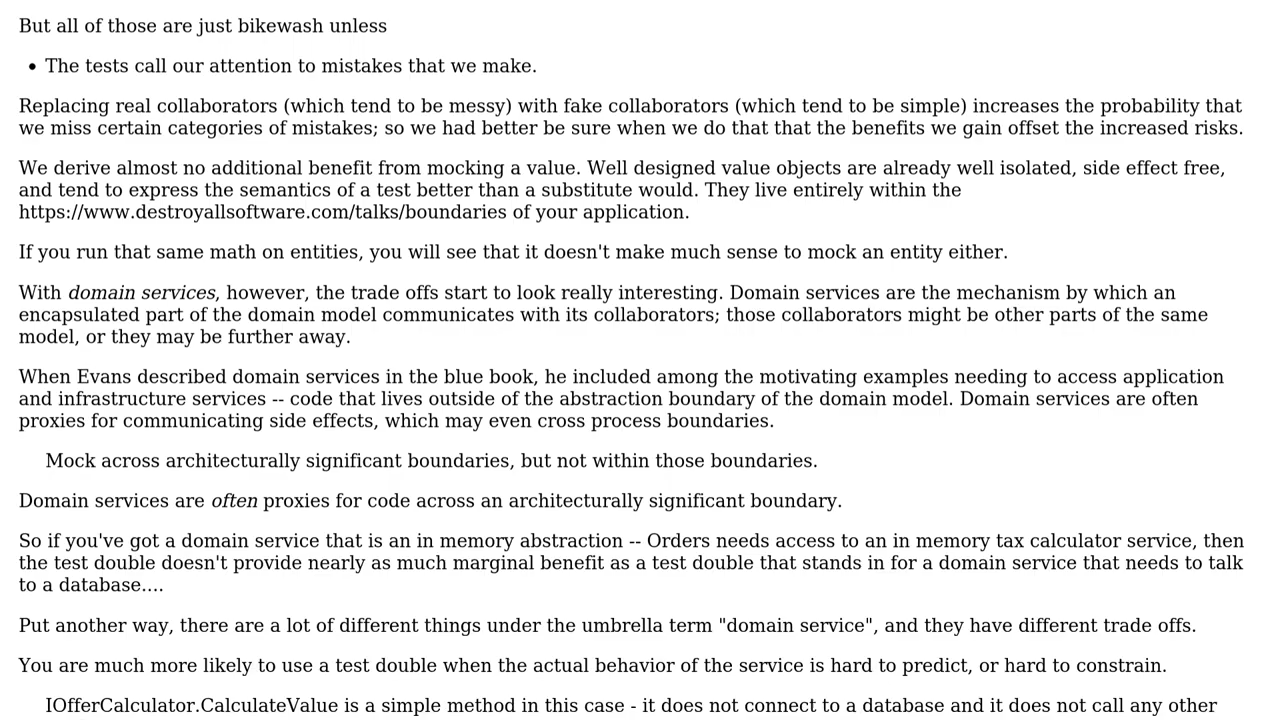 But all of those are just bikewash unless
• The tests call our attention to mistakes that we make.
Replacing real collaborators (which tend to be messy) with fake collaborators (which tend to be simple) increases the probability that
we miss certain categories of mistakes; so we had better be sure when we do that that the benefits we gain offset the increased risks.
We derive almost no additional benefit from mocking a value. Well designed value objects are already well isolated, side effect free,
and tend to express the semantics of a test better than a substitute would. They live entirely within the
https://www.destroyallsoftware.com/talks/boundaries of your application.
If you run that same math on entities, you will see that it doesn't make much sense to mock an entity either.
With domain services, however, the trade offs start to look really interesting. Domain services are the mechanism by which an
encapsulated part of the domain model communicates with its collaborators; those collaborators might be other parts of the same
model, or they may be further away.
When Evans described domain services in the blue book, he included among the motivating examples needing to access application
and infrastructure services -- code that lives outside of the abstraction boundary of the domain model. Domain services are often
proxies for communicating side effects, which may even cross process boundaries.
Mock across architecturally significant boundaries, but not within those boundaries.
Domain services are often proxies for code across an architecturally significant boundary.
So if you've got a domain service that is an in memory abstraction -- Orders needs access to an in memory tax calculator service, then
the test double doesn't provide nearly as much marginal benefit as a test double that stands in for a domain service that needs to talk
to a database....
Put another way, there are a lot of different things under the umbrella term "domain service", and they have different trade offs.
You are much more likely to use a test double when the actual behavior of the service is hard to predict, or hard to constrain.
IOfferCalculator.CalculateValue is a simple method in this case - it does not connect to a database and it does not call any other